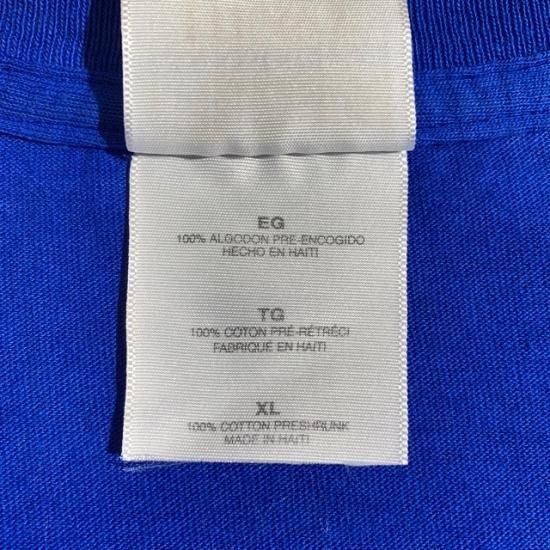 EG
100% ALGODON PRE-ENCOGIDO
HECHO EN HAITI
TG
100% COTON PRÉ-RÉTRÉCI
FABRIQUÉ EN HAITI
XL
100% COTTON PRESHRUNK
MADE IN HAITI